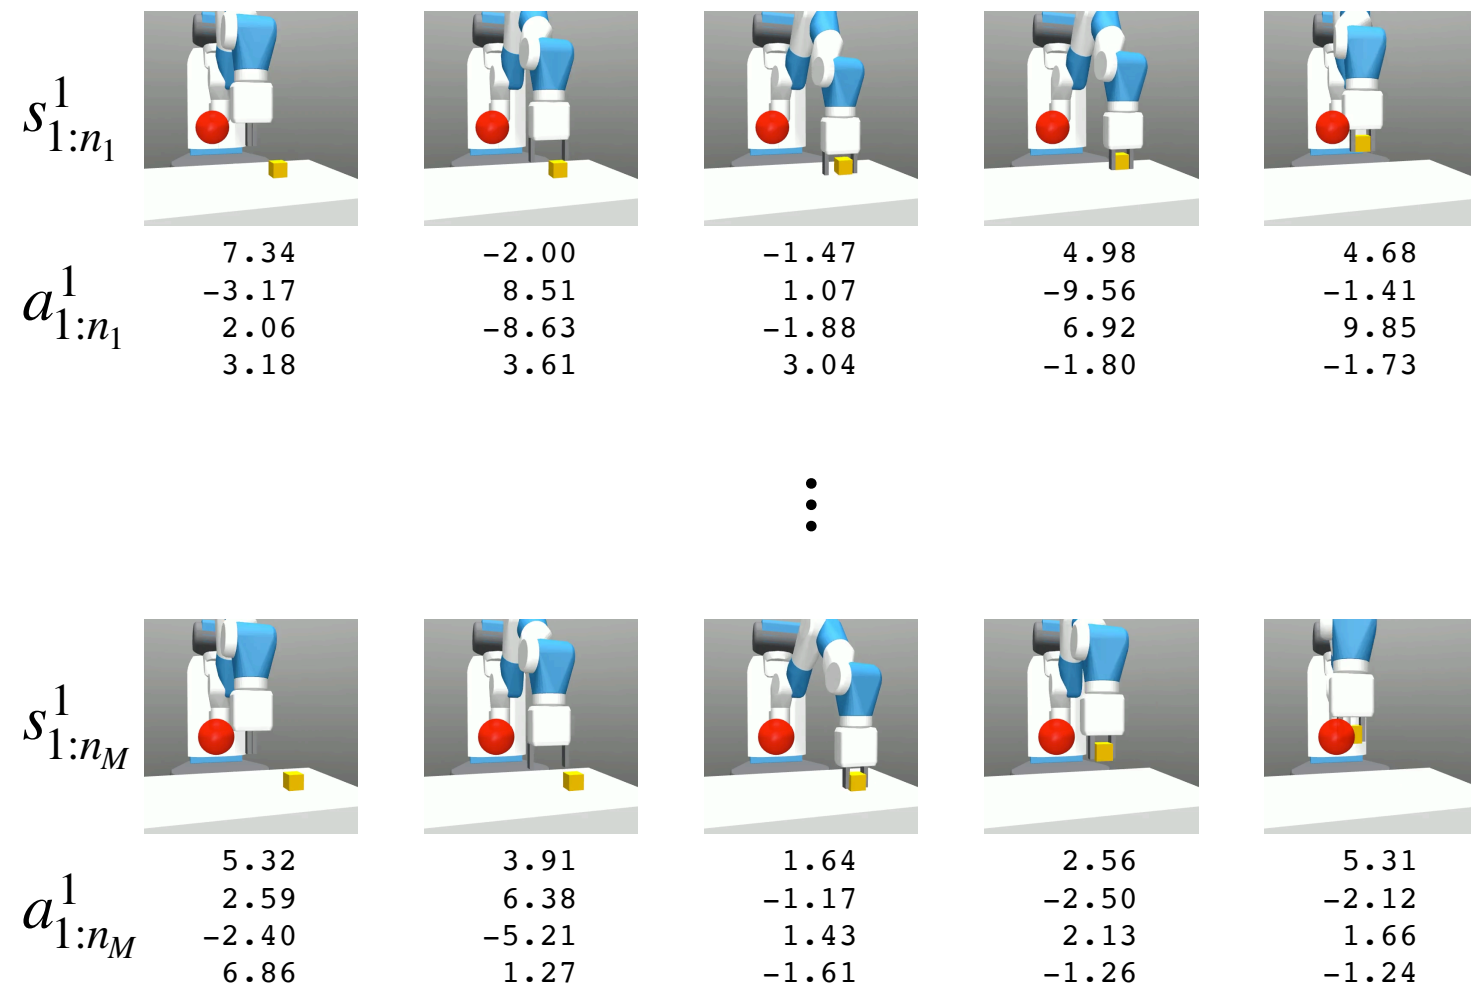 s^1_{1:n_1}
a^1_{1:n_1}
7.34 -2.00 -1.47 4.98 4.68
-3.17 8.51 1.07 -9.56 -1.41
2.06 -8.63 -1.88 6.92 9.85
3.18 3.61 3.04 -1.80 -1.73
⋮
s^1_{1:n_M}
a^1_{1:n_M}
5.32 3.91 1.64 2.56 5.31
2.59 6.38 -1.17 -2.50 -2.12
-2.40 -5.21 1.43 2.13 1.66
6.86 1.27 -1.61 -1.26 -1.24